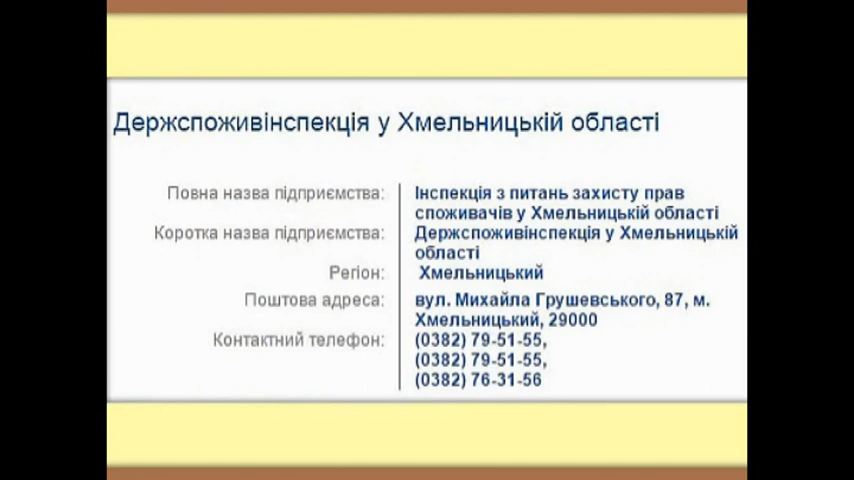 Держспоживінспекція у Хмельницькій області
Повна назва підприємства: Інспекція з питань захисту прав
споживачів у Хмельницькій області
Коротка назва підприємства: Держспоживінспекція у Хмельницькій
області
Регіон: Хмельницький
Поштова адреса: вул. Михайла Грушевського, 87, м.
Хмельницький, 29000
Контактний телефон: (0382) 79-51-55,
(0382) 79-51-55,
(0382) 76-31-56